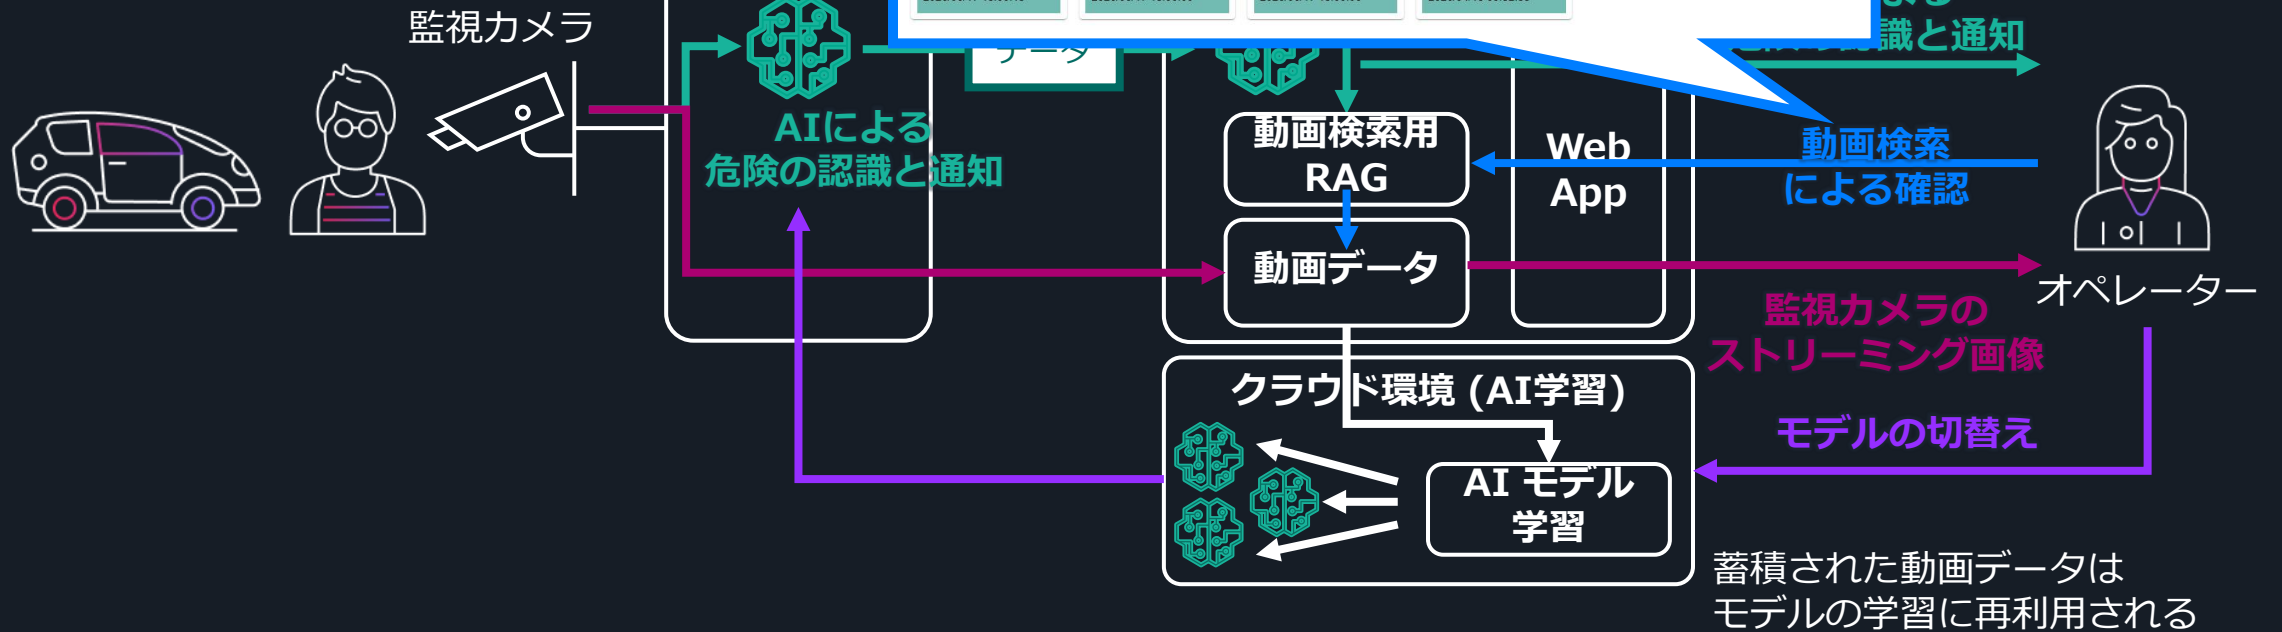 監視カメラ
データ
識と通知
AIによる
危険の認識と通知
動画検索用
RAG
Web
App
動画検索
による確認
動画データ
オペレーター
監視カメラの
ストリーミング画像
クラウド環境 (AI学習)
モデルの切替え
AI モデル
学習
蓄積された動画データは
モデルの学習に再利用される